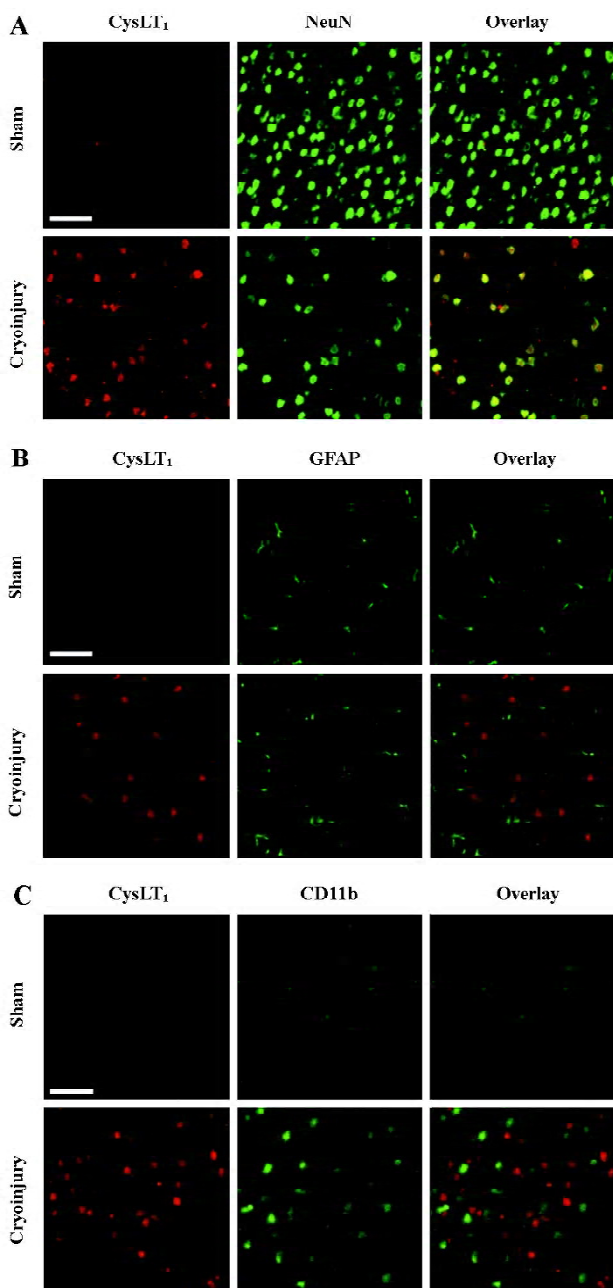 A
CysLT₁ NeuN Overlay
Sham
Cryoinjury
B
CysLT₁ GFAP Overlay
Sham
Cryoinjury
C
CysLT₁ CD11b Overlay
Sham
Cryoinjury